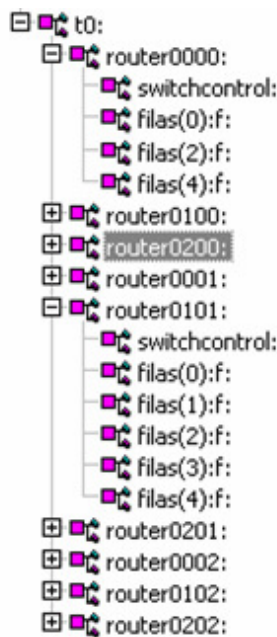 t0:
router0000:
switchcontrol:
filas(0):f:
filas(2):f:
filas(4):f:
router0100:
router0200:
router0001:
router0101:
switchcontrol:
filas(0):f:
filas(1):f:
filas(2):f:
filas(3):f:
filas(4):f:
router0201:
router0002:
router0102:
router0202: